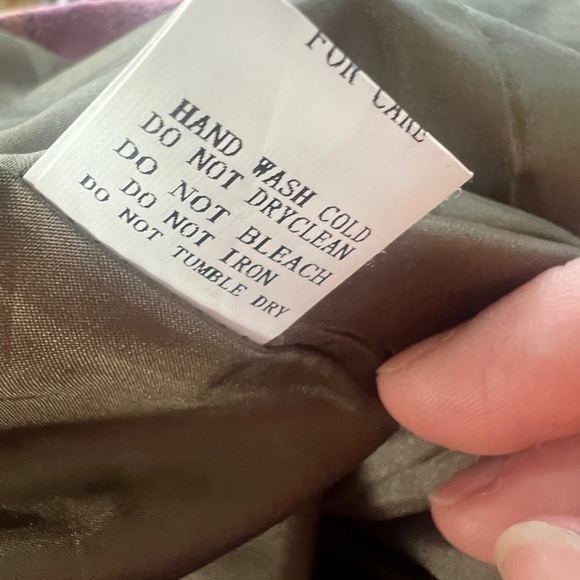 FOR CARE
HAND WASH COLD
DO NOT DRYCLEAN
DO NOT BLEACH
DO NOT IRON
DO NOT TUMBLE DRY